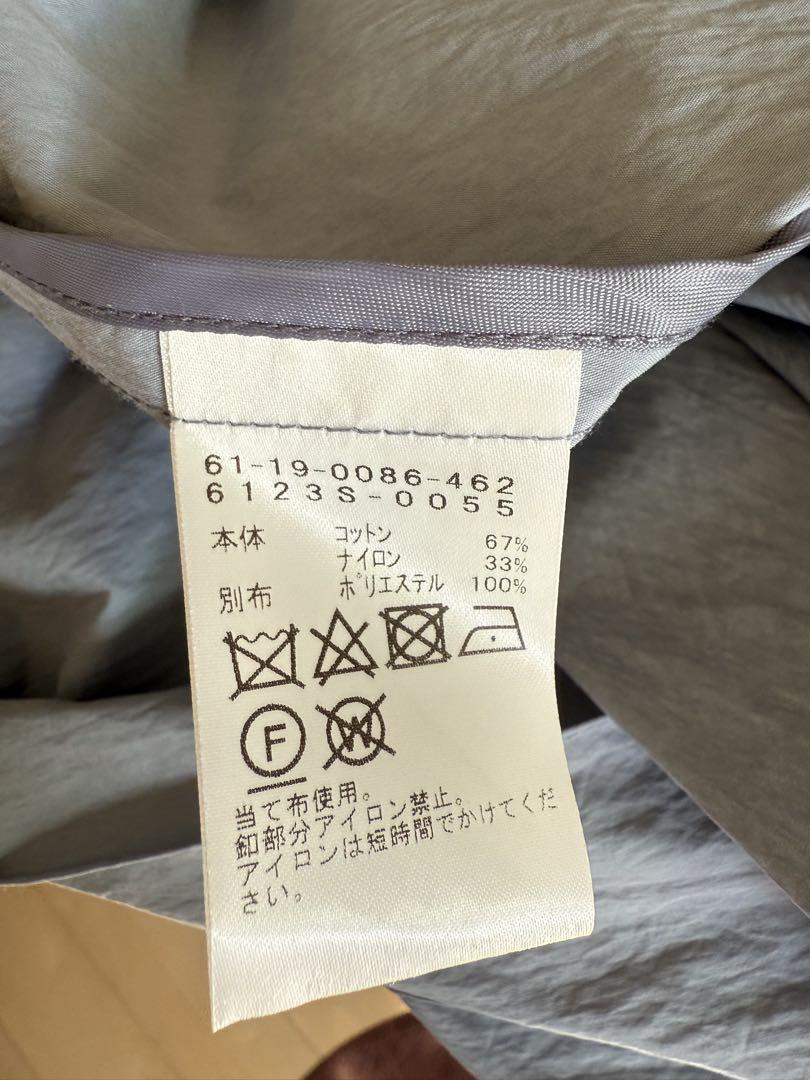 61-19-0086-462
6123S-0055
本体 コットン 67%
ナイロン 33%
別布 ポリエステル 100%
F
W
当て布使用。
釦部分アイロン禁止。
アイロンは短時間でかけてくだ
さい。